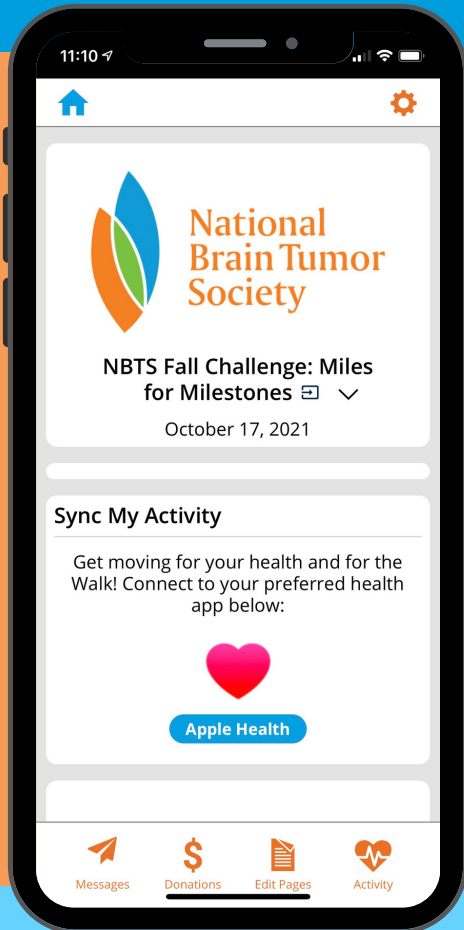 11:10
National
Brain Tumor
Society
NBTS Fall Challenge: Miles
for Milestones
October 17, 2021
Sync My Activity
Get moving for your health and for the
Walk! Connect to your preferred health
app below:
Apple Health
Messages Donations Edit Pages Activity